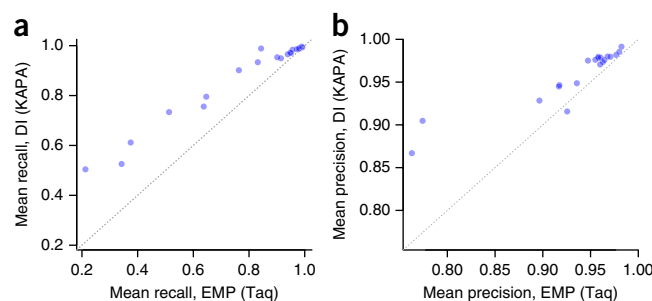 a
Mean recall, DI (KAPA)
1.0
0.8
0.6
0.4
0.2
0.2 0.4 0.6 0.8 1.0
Mean recall, EMP (Taq)
b
Mean precision, DI (KAPA)
1.00
0.95
0.90
0.85
0.80
0.80 0.85 0.90 0.95 1.00
Mean precision, EMP (Taq)